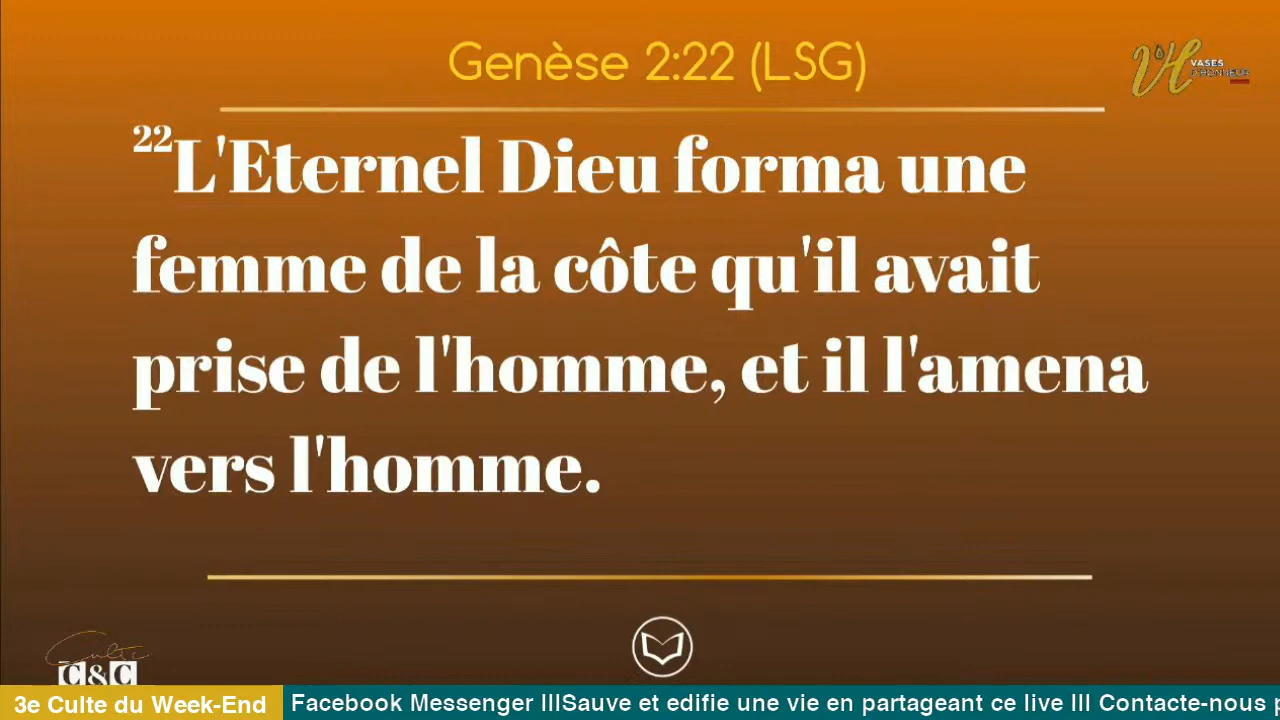 Genèse 2:22 (LSG)
VASES
D'HONNEUR
22L'Eternel Dieu forma une
femme de la côte qu'il avait
prise de l'homme, et il l'amena
vers l'homme.
Culte
C&C
3e Culte du Week-End
Facebook Messenger IIISauve et edifie une vie en partageant ce live III Contacte-nous p